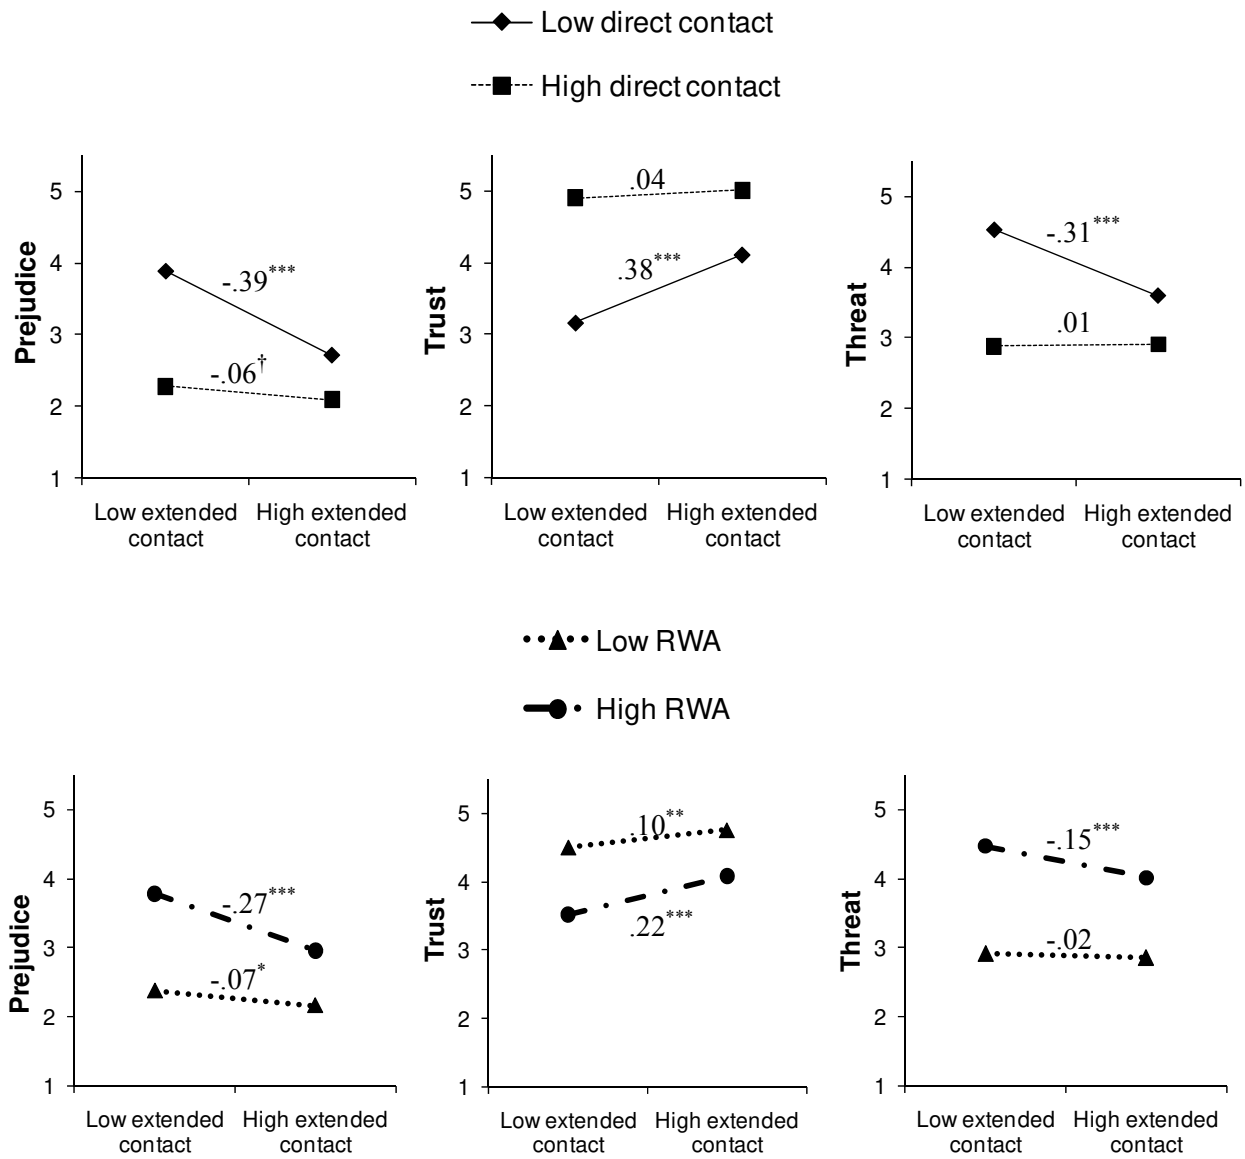 Low direct contact
High direct contact
Prejudice
5
4
3
2
1
-.39***
-.06†
Low extended contact
High extended contact
Trust
5
4
3
2
1
.04
.38***
Low extended contact
High extended contact
Threat
5
4
3
2
1
-.31***
.01
Low extended contact
High extended contact
Low RWA
High RWA
Prejudice
5
4
3
2
1
-.27***
-.07*
Low extended contact
High extended contact
Trust
5
4
3
2
1
.10**
.22***
Low extended contact
High extended contact
Threat
5
4
3
2
1
-.15***
-.02
Low extended contact
High extended contact